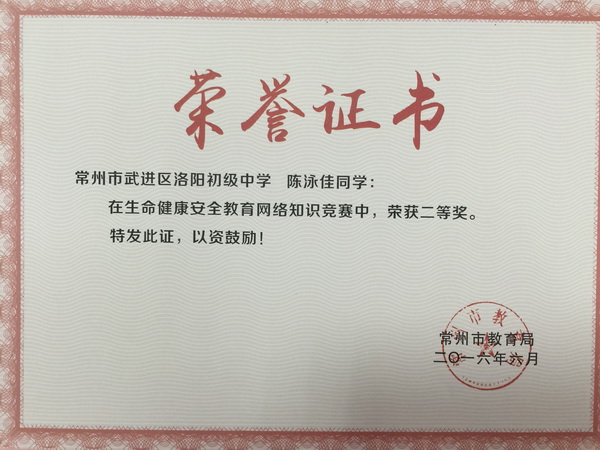 荣誉证书
常州市武进区洛阳初级中学 陈泳佳同学：
在生命健康安全教育网络知识竞赛中，荣获二等奖。
特发此证，以资鼓励！
常州市教育局
二〇一六年六月